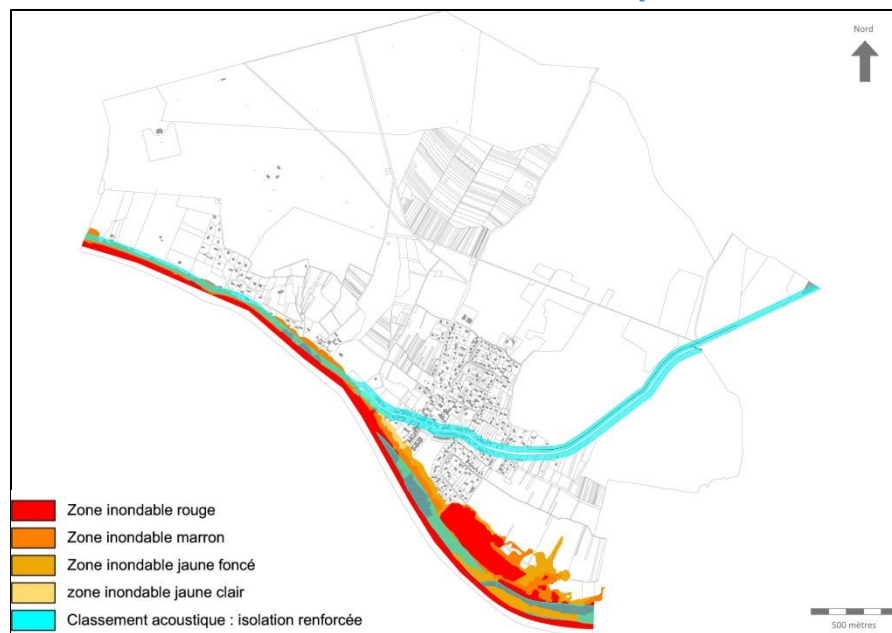 Nord
Zone inondable rouge
Zone inondable marron
Zone inondable jaune foncé
zone inondable jaune clair
Classement acoustique : isolation renforcée
500 mètres